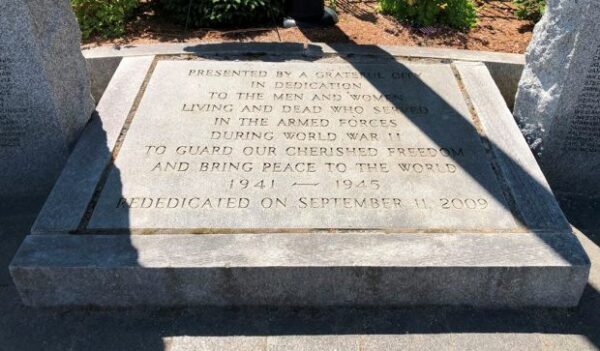 PRESENTED BY A GRATEFUL CITY
IN DEDICATION
TO THE MEN AND WOMEN
LIVING AND DEAD WHO SERVED
IN THE ARMED FORCES
DURING WORLD WAR II
TO GUARD OUR CHERISHED FREEDOM
AND BRING PEACE TO THE WORLD
1941 — 1945
REDEDICATED ON SEPTEMBER 11, 2009